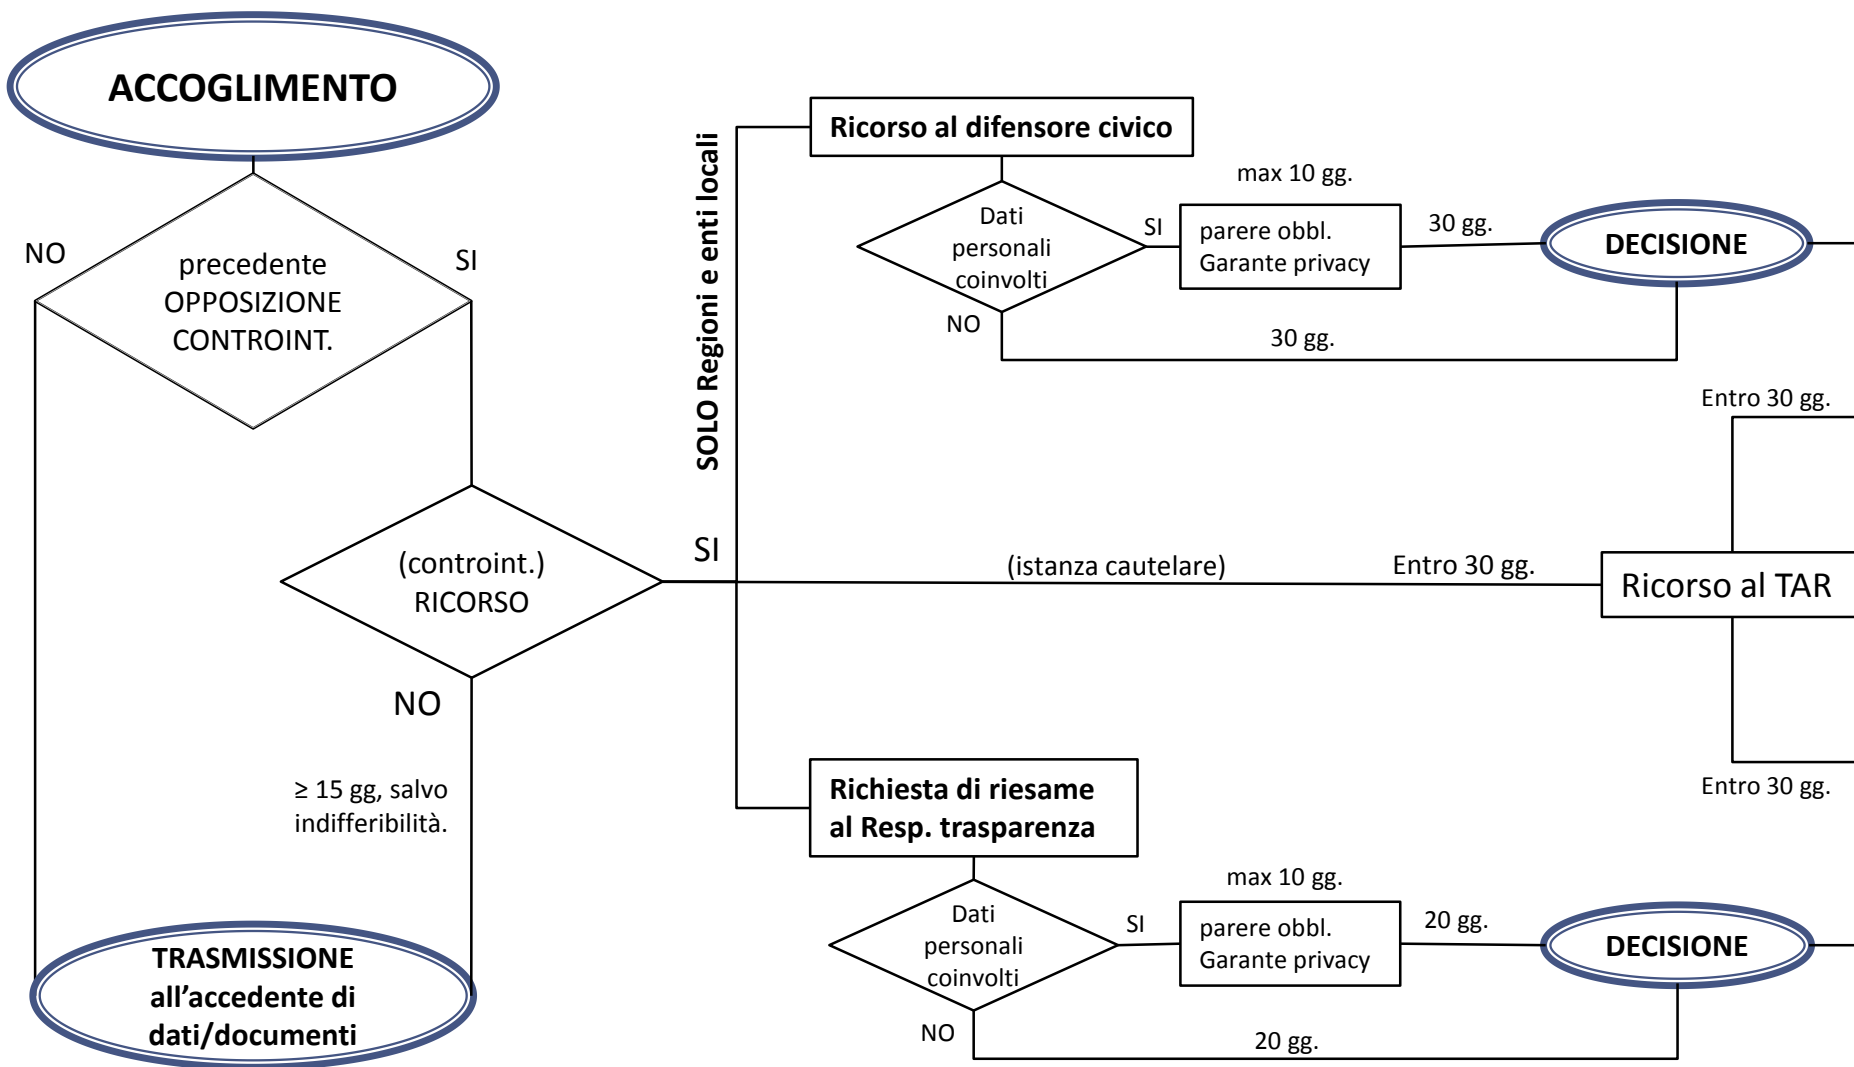 ACCOGLIMENTO
NO
SI
precedente
OPPOSIZIONE
CONTROINT.
(controint.)
RICORSO
SI
NO
≥ 15 gg, salvo
indifferibilità.
TRASMISSIONE
all’accedente di
dati/documenti
SOLO Regioni e enti locali
Ricorso al difensore civico
Dati
personali
coinvolti
SI
NO
max 10 gg.
parere obbl.
Garante privacy
30 gg.
30 gg.
DECISIONE
(istanza cautelare)
Entro 30 gg.
Entro 30 gg.
Ricorso al TAR
Entro 30 gg.
Richiesta di riesame
al Resp. trasparenza
Dati
personali
coinvolti
SI
NO
max 10 gg.
parere obbl.
Garante privacy
20 gg.
20 gg.
DECISIONE